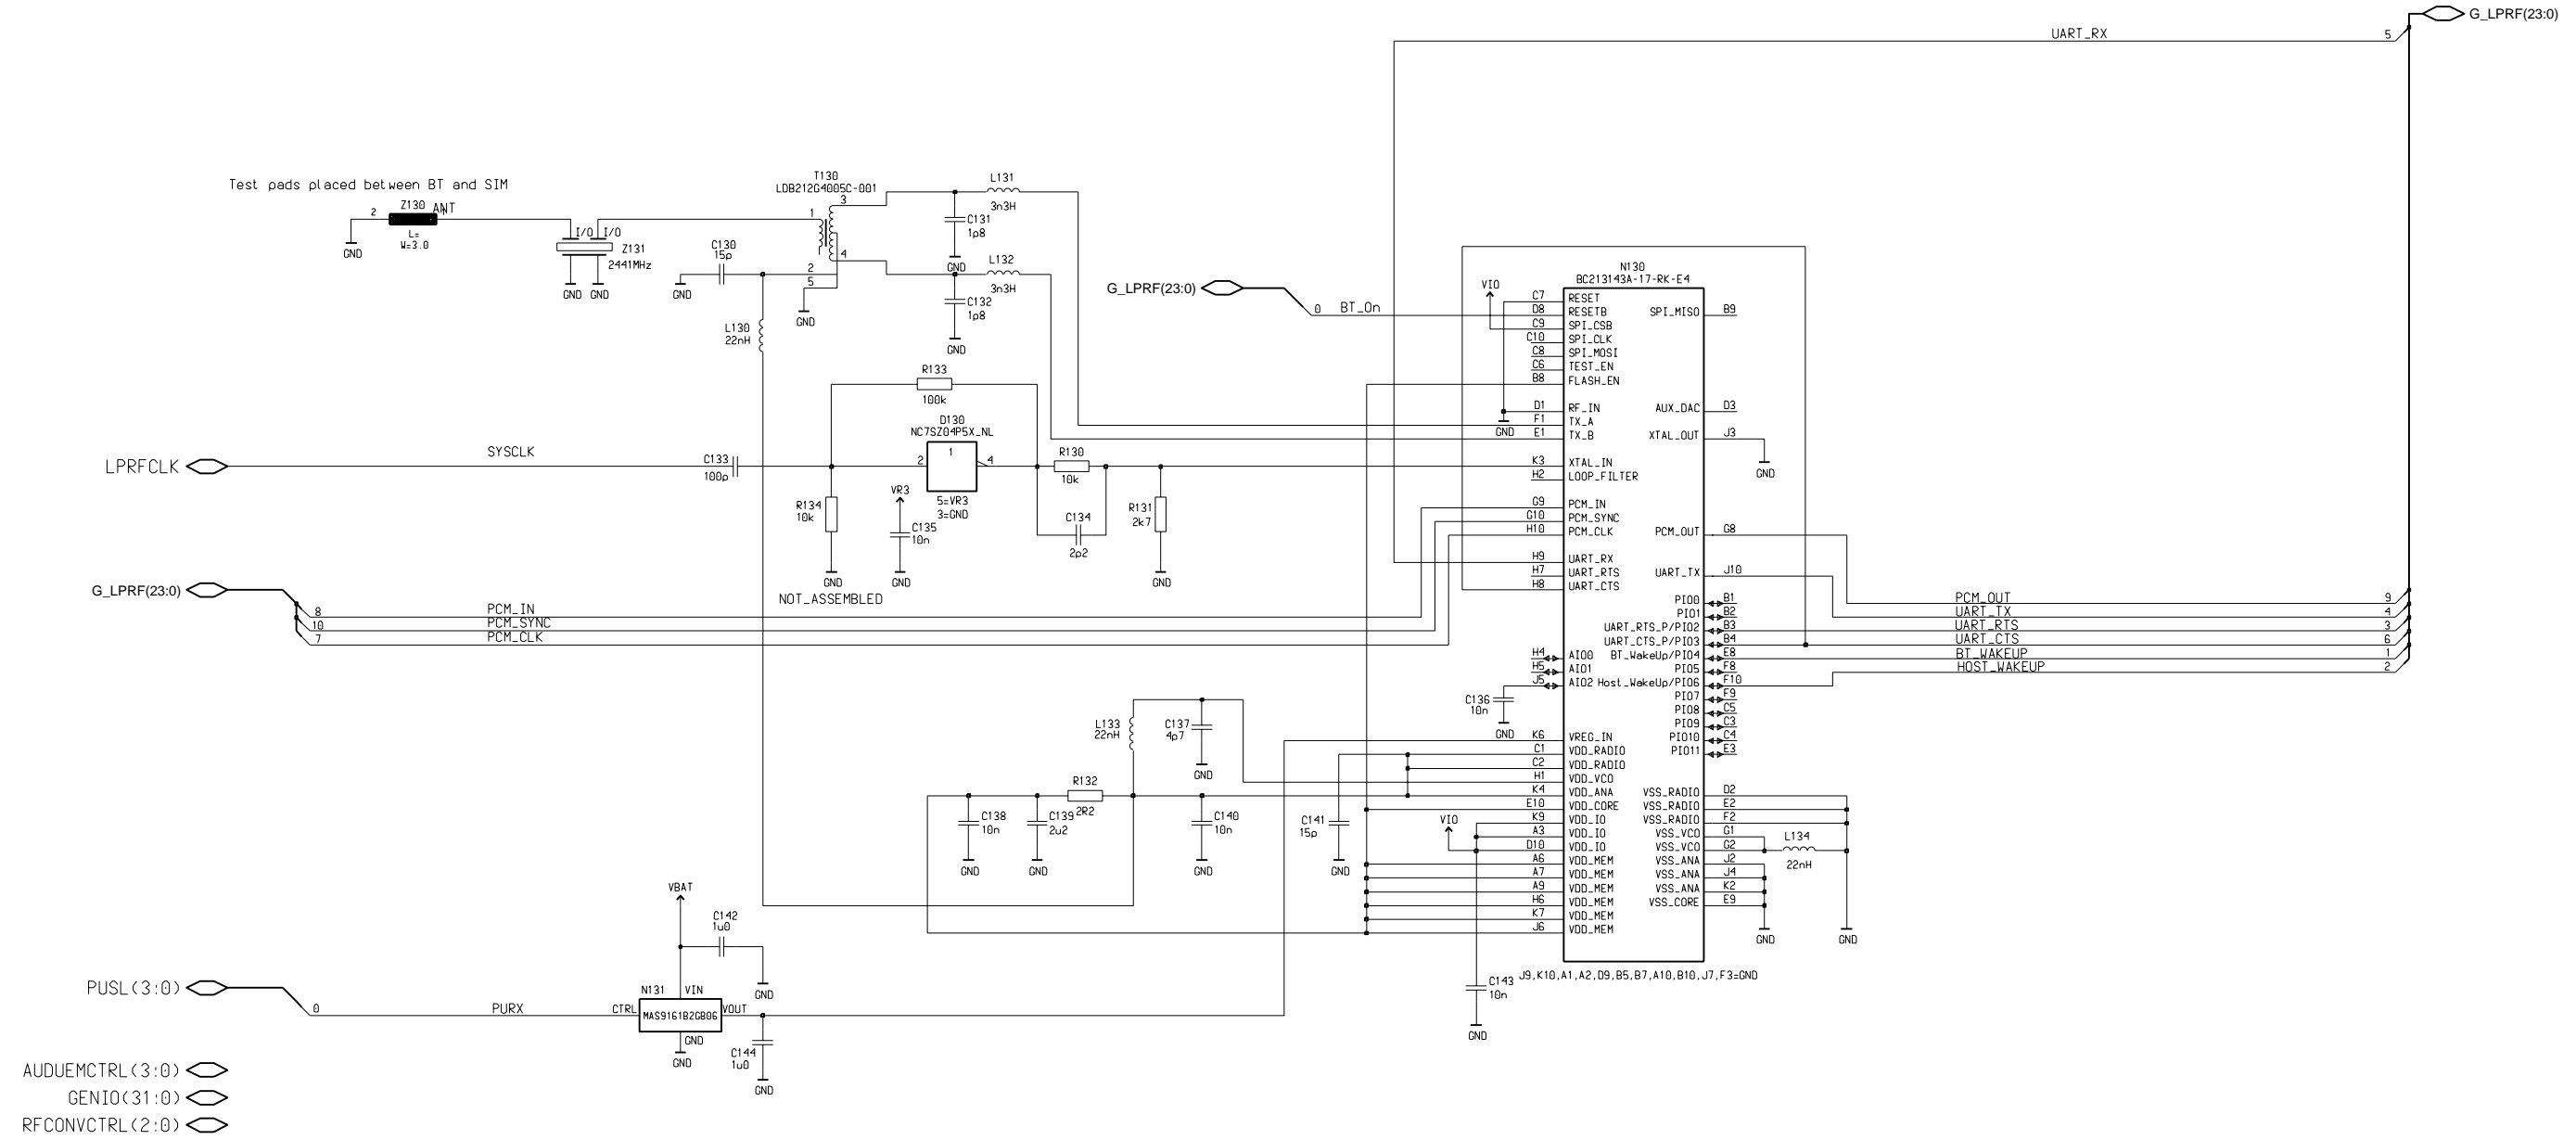 G_LPRF(23:0)
UART_RX
5
Test pads placed between BT and SIM
Z130
ANT
2
L=
W=3.0
GND
I/O
I/O
Z131
2441MHz
GND
GND
T130
LDB212G4005C-001
1
3
4
2
5
C130
15p
GND
GND
L130
22nH
L131
3n3H
C131
1p8
GND
L132
3n3H
C132
1p8
GND
G_LPRF(23:0)
0
BT_On
R133
100k
D130
NC7SZ04P5X_NL
1
2
4
5=VR3
3=GND
LPRFCLK
SYSCLK
C133
100p
R130
10k
R134
10k
VR3
C135
10n
C134
2p2
R131
2k7
GND
GND
GND
NOT_ASSEMBLED
G_LPRF(23:0)
8
PCM_IN
10
PCM_SYNC
7
PCM_CLK
N130
BC213143A-17-RK-E4
VIO
C7
RESET
D8
RESETB
C9
SPI_CSB
C10
SPI_CLK
C8
SPI_MOSI
C6
TEST_EN
B8
FLASH_EN
D1
RF_IN
F1
TX_A
GND
E1
TX_B
K3
XTAL_IN
H2
LOOP_FILTER
G9
PCM_IN
G10
PCM_SYNC
H10
PCM_CLK
H9
UART_RX
H7
UART_RTS
H8
UART_CTS
H4
AIO0
H5
AIO1
J5
AIO2
C136
10n
GND
K6
VREG_IN
C1
VDD_RADIO
C2
VDD_RADIO
H1
VDD_VCO
K4
VDD_ANA
E10
VDD_CORE
K9
VDD_IO
A3
VDD_IO
D10
VDD_IO
A6
VDD_MEM
A7
VDD_MEM
A9
VDD_MEM
H6
VDD_MEM
K7
VDD_MEM
J6
VDD_MEM
SPI_MISO
B9
AUX_DAC
D3
XTAL_OUT
J3
GND
PCM_OUT
G8
UART_TX
J10
PIO0
B1
PIO1
B2
UART_RTS_P/PIO2
B3
UART_CTS_P/PIO3
B4
BT_WakeUp/PIO4
E8
PIO5
F8
Host_WakeUp/PIO6
F10
PIO7
F9
PIO8
C5
PIO9
C3
PIO10
C4
PIO11
E3
VSS_RADIO
D2
VSS_RADIO
E2
VSS_RADIO
F2
VSS_VCO
G1
VSS_VCO
G2
VSS_ANA
J2
VSS_ANA
J4
VSS_ANA
K2
VSS_CORE
E9
L134
22nH
GND
GND
J9,K10,A1,A2,D9,B5,B7,A10,B10,J7,F3=GND
PCM_OUT
9
UART_TX
4
UART_RTS
3
UART_CTS
6
BT_WAKEUP
1
HOST_WAKEUP
2
L133
22nH
C137
4p7
GND
R132
2R2
C138
10n
GND
C139
2u2
GND
C140
10n
GND
C141
15p
GND
VIO
C143
10n
GND
VBAT
C142
1u0
GND
PUSL(3:0)
0
PURX
N131
VIN
CTRL
MAS9161B2GB06
VOUT
GND
GND
C144
1u0
GND
AUDUEMCTRL(3:0)
GENIO(31:0)
RFCONVCTRL(2:0)